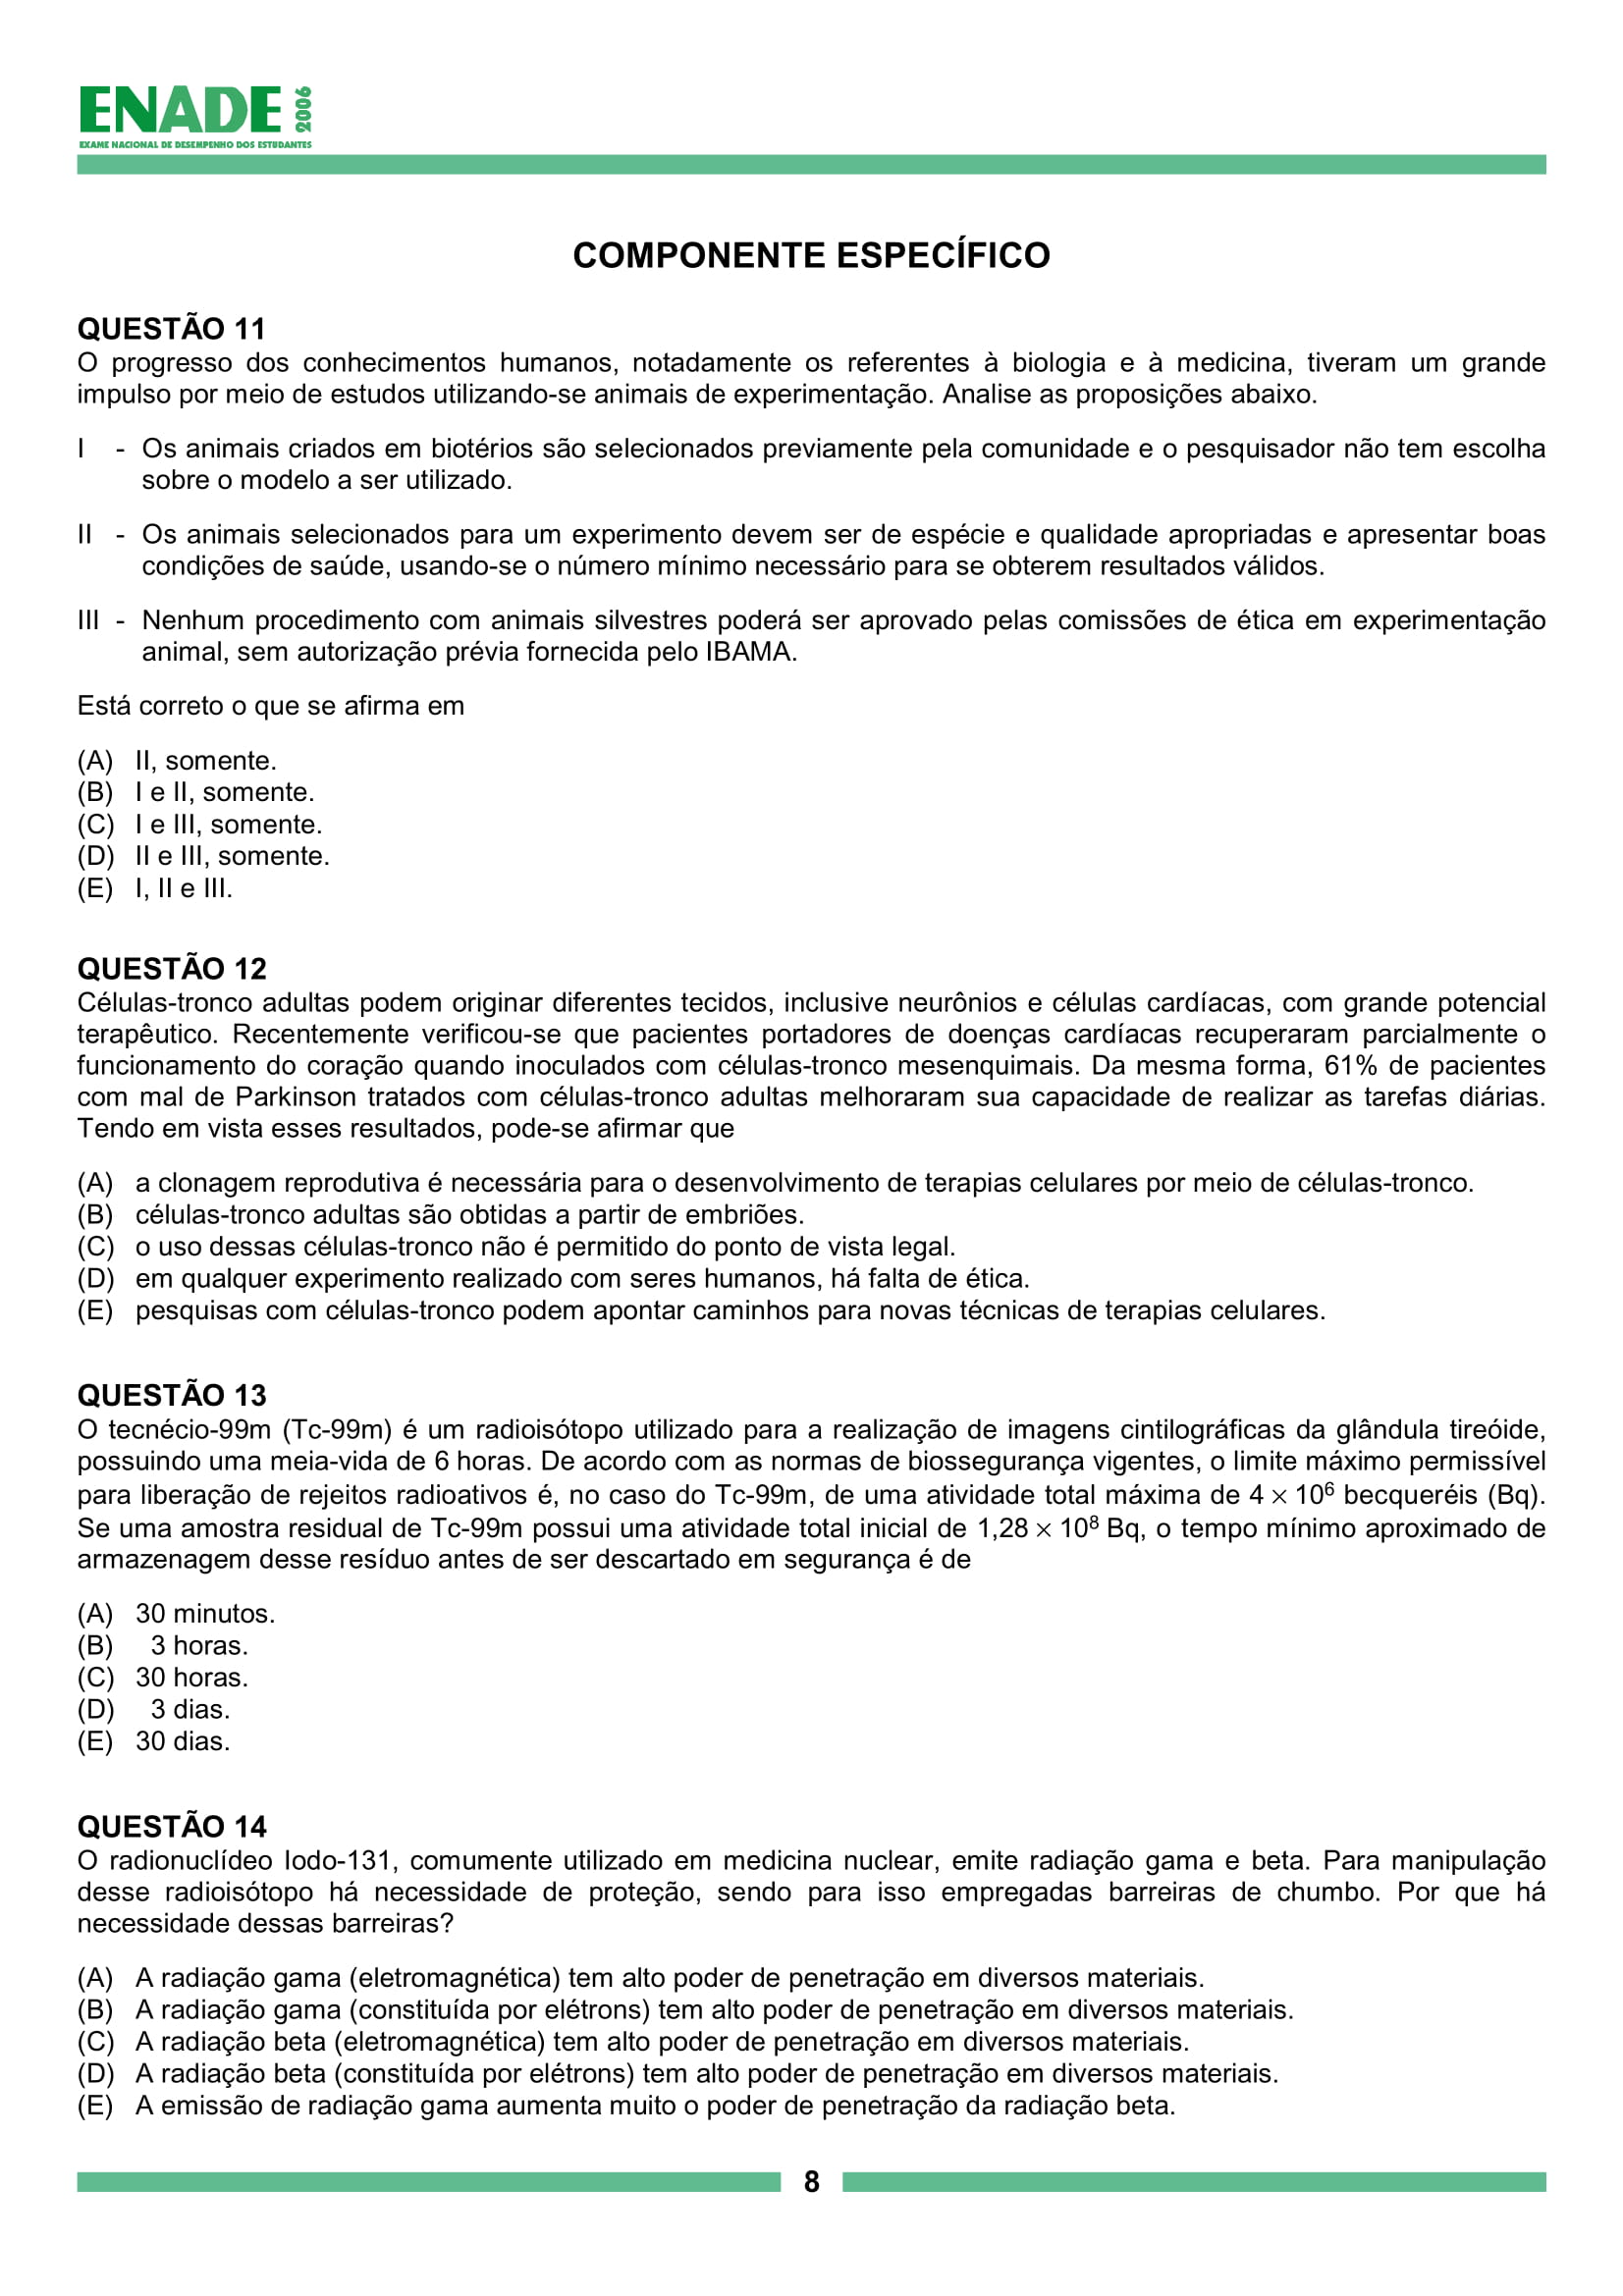 ENADE 2006
EXAME NACIONAL DE DESEMPENHO DOS ESTUDANTES
COMPONENTE ESPECÍFICO
QUESTÃO 11
O progresso dos conhecimentos humanos, notadamente os referentes à biologia e à medicina, tiveram um grande
impulso por meio de estudos utilizando-se animais de experimentação. Analise as proposições abaixo.
I - Os animais criados em biotérios são selecionados previamente pela comunidade e o pesquisador não tem escolha
sobre o modelo a ser utilizado.
II - Os animais selecionados para um experimento devem ser de espécie e qualidade apropriadas e apresentar boas
condições de saúde, usando-se o número mínimo necessário para se obterem resultados válidos.
III - Nenhum procedimento com animais silvestres poderá ser aprovado pelas comissões de ética em experimentação
animal, sem autorização prévia fornecida pelo IBAMA.
Está correto o que se afirma em
(A) II, somente.
(B) I e II, somente.
(C) I e III, somente.
(D) II e III, somente.
(E) I, II e III.
QUESTÃO 12
Células-tronco adultas podem originar diferentes tecidos, inclusive neurônios e células cardíacas, com grande potencial
terapêutico. Recentemente verificou-se que pacientes portadores de doenças cardíacas recuperaram parcialmente o
funcionamento do coração quando inoculados com células-tronco mesenquimais. Da mesma forma, 61% de pacientes
com mal de Parkinson tratados com células-tronco adultas melhoraram sua capacidade de realizar as tarefas diárias.
Tendo em vista esses resultados, pode-se afirmar que
(A) a clonagem reprodutiva é necessária para o desenvolvimento de terapias celulares por meio de células-tronco.
(B) células-tronco adultas são obtidas a partir de embriões.
(C) o uso dessas células-tronco não é permitido do ponto de vista legal.
(D) em qualquer experimento realizado com seres humanos, há falta de ética.
(E) pesquisas com células-tronco podem apontar caminhos para novas técnicas de terapias celulares.
QUESTÃO 13
O tecnécio-99m (Tc-99m) é um radioisótopo utilizado para a realização de imagens cintilográficas da glândula tireóide,
possuindo uma meia-vida de 6 horas. De acordo com as normas de biossegurança vigentes, o limite máximo permissível
para liberação de rejeitos radioativos é, no caso do Tc-99m, de uma atividade total máxima de 4 × 10⁶ becqueréis (Bq).
Se uma amostra residual de Tc-99m possui uma atividade total inicial de 1,28 × 10⁸ Bq, o tempo mínimo aproximado de
armazenagem desse resíduo antes de ser descartado em segurança é de
(A) 30 minutos.
(B) 3 horas.
(C) 30 horas.
(D) 3 dias.
(E) 30 dias.
QUESTÃO 14
O radionuclídeo Iodo-131, comumente utilizado em medicina nuclear, emite radiação gama e beta. Para manipulação
desse radioisótopo há necessidade de proteção, sendo para isso empregadas barreiras de chumbo. Por que há
necessidade dessas barreiras?
(A) A radiação gama (eletromagnética) tem alto poder de penetração em diversos materiais.
(B) A radiação gama (constituída por elétrons) tem alto poder de penetração em diversos materiais.
(C) A radiação beta (eletromagnética) tem alto poder de penetração em diversos materiais.
(D) A radiação beta (constituída por elétrons) tem alto poder de penetração em diversos materiais.
(E) A emissão de radiação gama aumenta muito o poder de penetração da radiação beta.
8